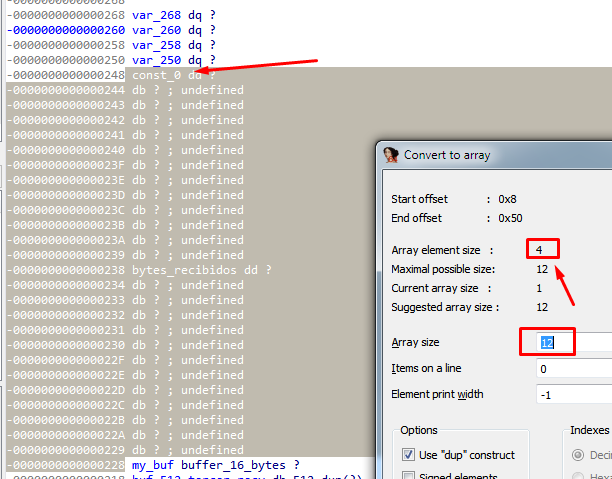 -0000000000000268 var_268 dq ?
-0000000000000260 var_260 dq ?
-0000000000000258 var_258 dq ?
-0000000000000250 var_250 dq ?
-0000000000000248 const_0 dd ?
-0000000000000244 db ? ; undefined
-0000000000000243 db ? ; undefined
-0000000000000242 db ? ; undefined
-0000000000000241 db ? ; undefined
-0000000000000240 db ? ; undefined
-000000000000023F db ? ; undefined
-000000000000023E db ? ; undefined
-000000000000023D db ? ; undefined
-000000000000023C db ? ; undefined
-000000000000023B db ? ; undefined
-000000000000023A db ? ; undefined
-0000000000000239 db ? ; undefined
-0000000000000238 bytes_recibidos dd ?
-0000000000000234 db ? ; undefined
-0000000000000233 db ? ; undefined
-0000000000000232 db ? ; undefined
-0000000000000231 db ? ; undefined
-0000000000000230 db ? ; undefined
-000000000000022F db ? ; undefined
-000000000000022E db ? ; undefined
-000000000000022D db ? ; undefined
-000000000000022C db ? ; undefined
-000000000000022B db ? ; undefined
-000000000000022A db ? ; undefined
-0000000000000229 db ? ; undefined
-0000000000000228 my_buf buffer_16_bytes ?
Convert to array
Start offset : 0x8
End offset : 0x50
Array element size : 4
Maximal possible size: 12
Current array size : 1
Suggested array size : 12
Array size 12
Items on a line 0
Element print width -1
Options
Use "dup" construct
Signed elements
Indexes